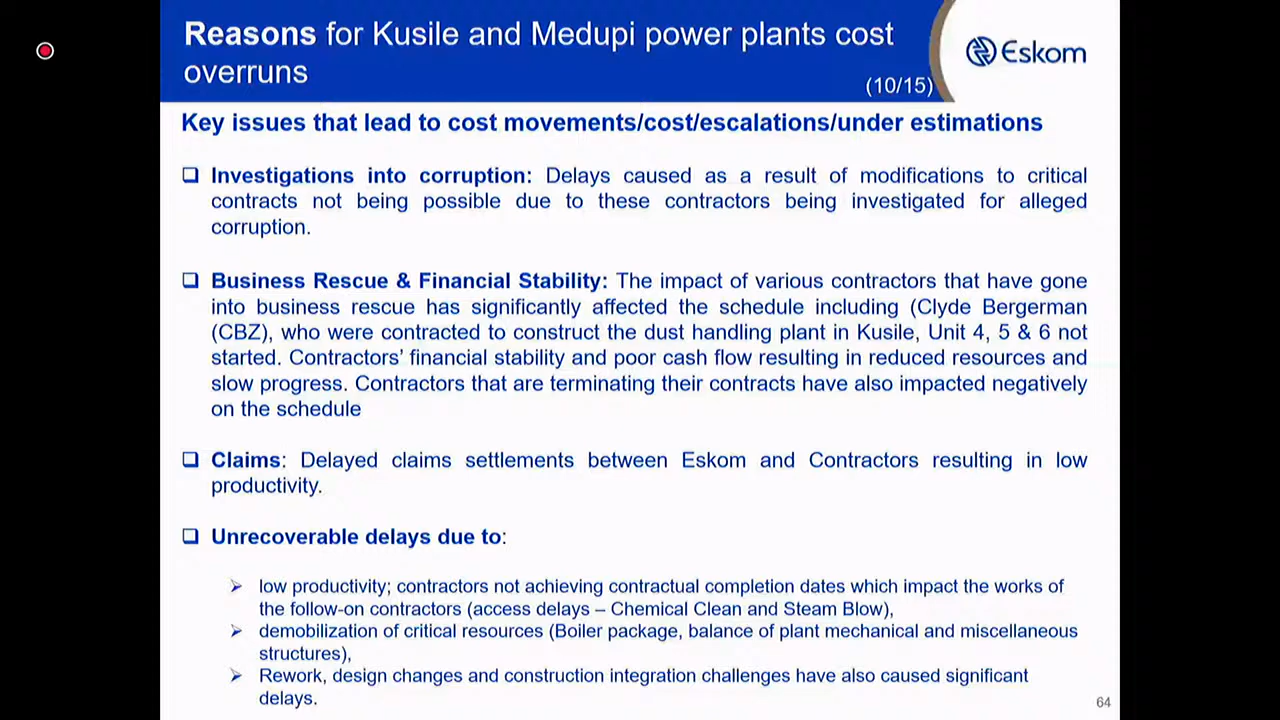 Reasons for Kusile and Medupi power plants cost
overruns
(10/15)
Eskom
Key issues that lead to cost movements/cost/escalations/under estimations
Investigations into corruption: Delays caused as a result of modifications to critical
contracts not being possible due to these contractors being investigated for alleged
corruption.
Business Rescue & Financial Stability: The impact of various contractors that have gone
into business rescue has significantly affected the schedule including (Clyde Bergerman
(CBZ), who were contracted to construct the dust handling plant in Kusile, Unit 4, 5 & 6 not
started. Contractors' financial stability and poor cash flow resulting in reduced resources and
slow progress. Contractors that are terminating their contracts have also impacted negatively
on the schedule
Claims: Delayed claims settlements between Eskom and Contractors resulting in low
productivity.
Unrecoverable delays due to:
low productivity; contractors not achieving contractual completion dates which impact the works of
the follow-on contractors (access delays – Chemical Clean and Steam Blow),
demobilization of critical resources (Boiler package, balance of plant mechanical and miscellaneous
structures),
Rework, design changes and construction integration challenges have also caused significant
delays.
64